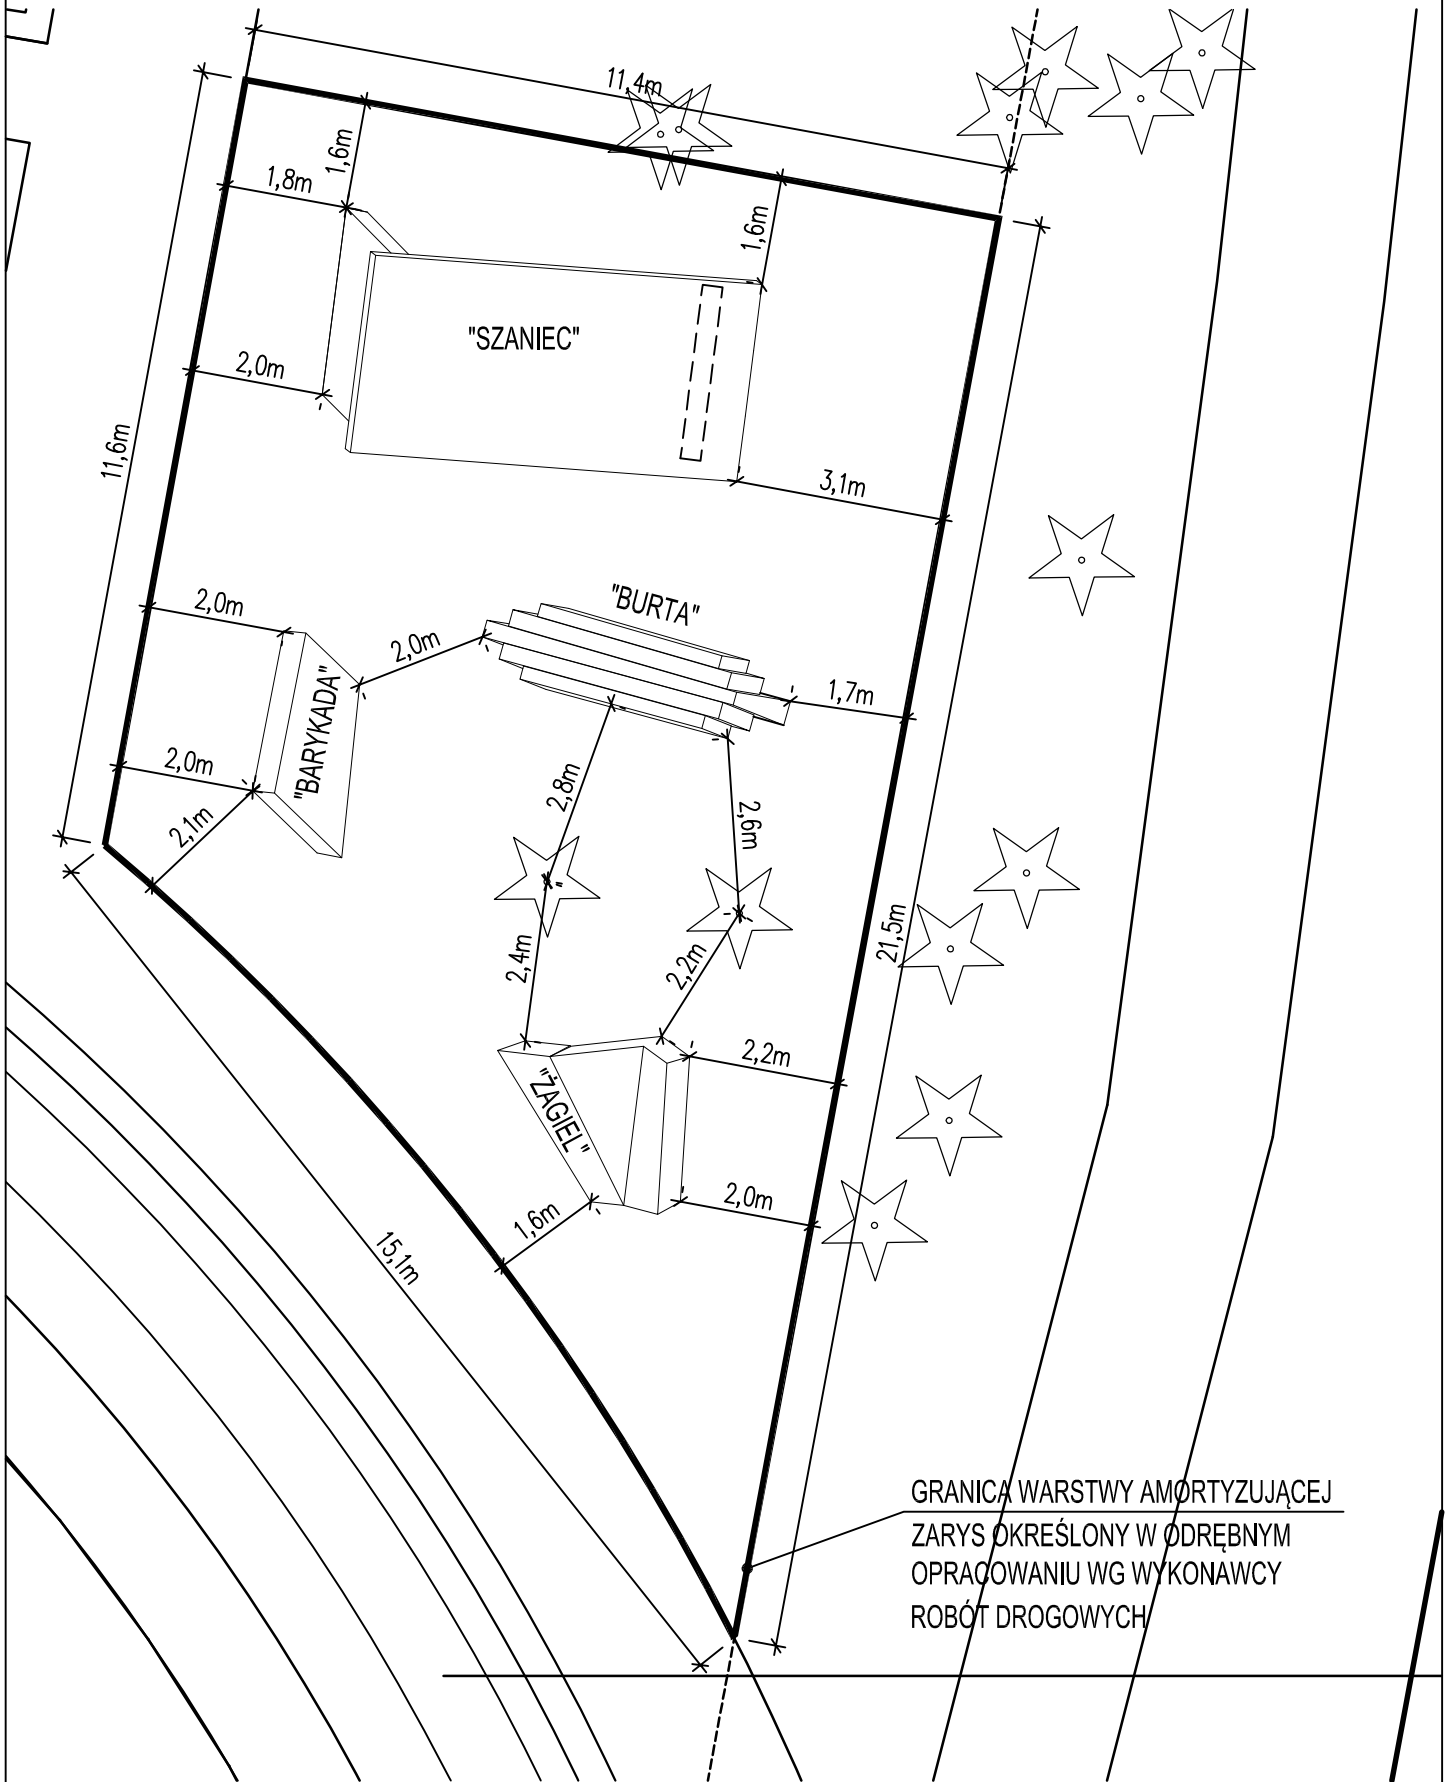 11,4m
1,6m
1,8m
1,6m
"SZANIEC"
2,0m
11,6m
3,1m
2,0m
"BURTA"
2,0m
"BARYKADA"
1,7m
2,0m
2,8m
2,1m
2,6m
21,5m
2,4m
2,2m
2,2m
"ŻAGIEL"
2,0m
1,6m
15,1m
GRANICA WARSTWY AMORTYZUJĄCEJ
ZARYS OKREŚLONY W ODRĘBNYM
OPRACOWANIU WG WYKONAWCY
ROBÓT DROGOWYCH